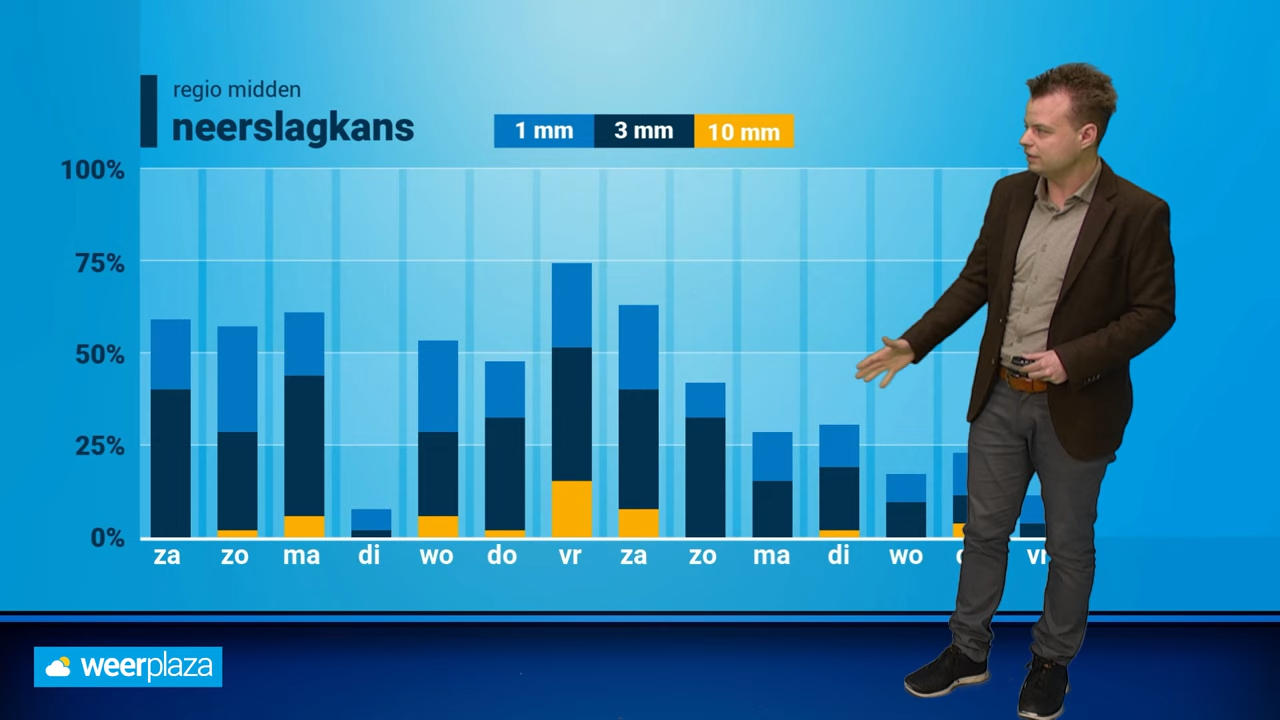 regio midden
neerslagkans
1 mm 3 mm 10 mm
100%
75%
50%
25%
0%
za zo ma di wo do vr za zo ma di wo vr
weerplaza